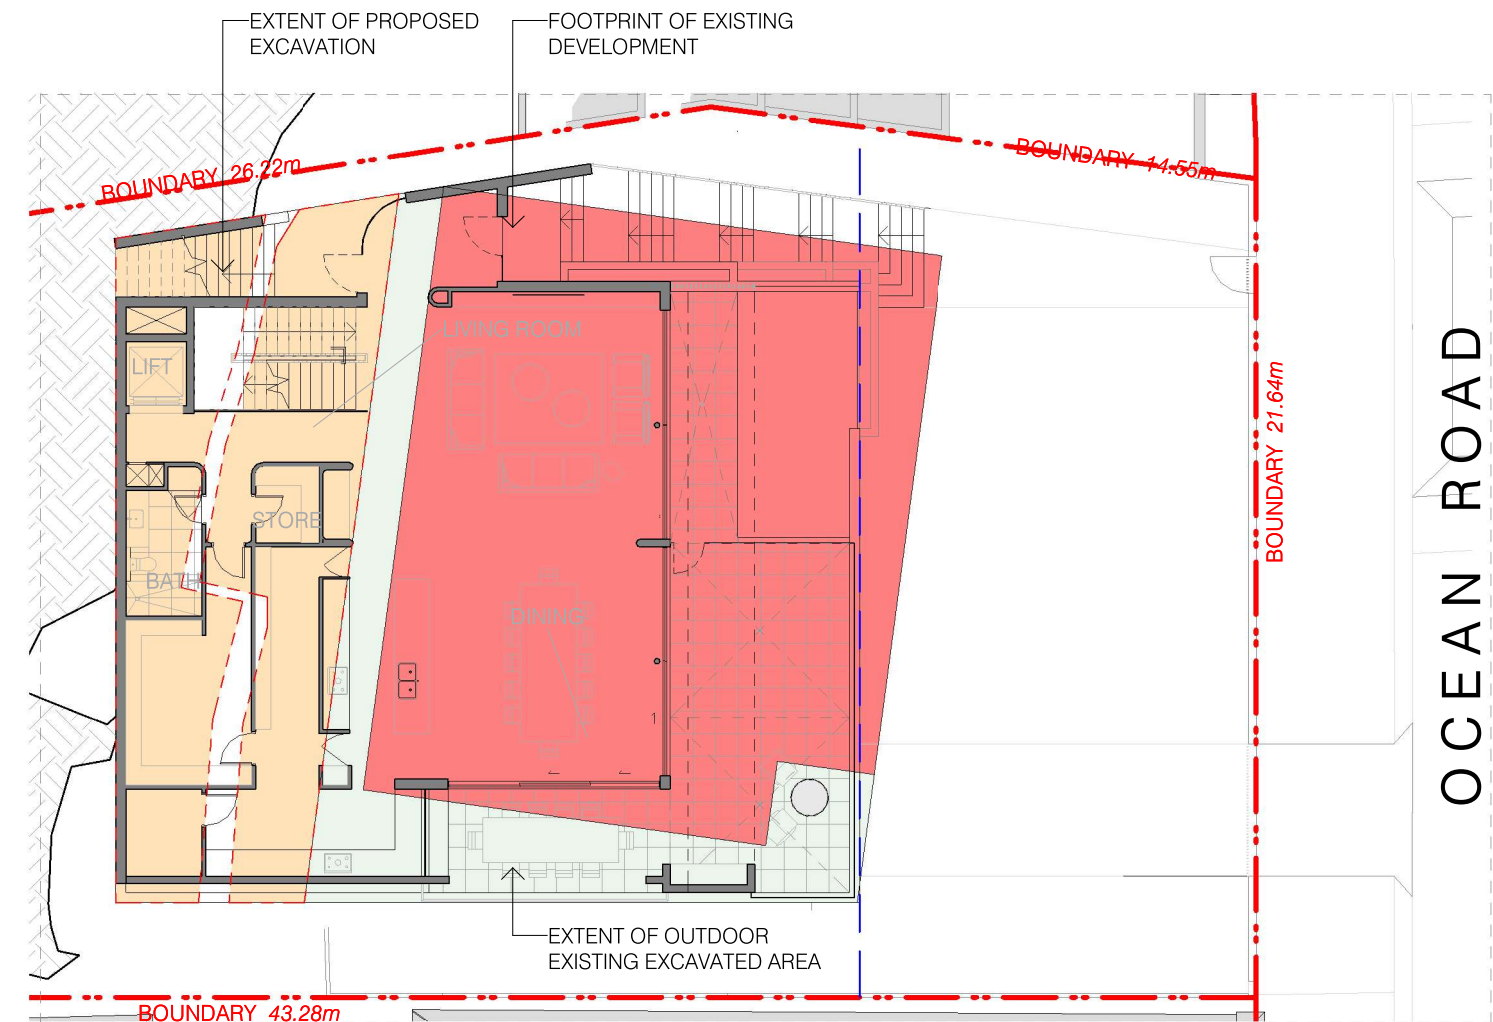 EXTENT OF PROPOSED
EXCAVATION
FOOTPRINT OF EXISTING
DEVELOPMENT
BOUNDARY 26.22m
BOUNDARY 14.55m
LIVING ROOM
LIFT
STORE
BATH
DINING
1
BOUNDARY 21.64m
OCEAN ROAD
EXTENT OF OUTDOOR
EXISTING EXCAVATED AREA
BOUNDARY 43.28m